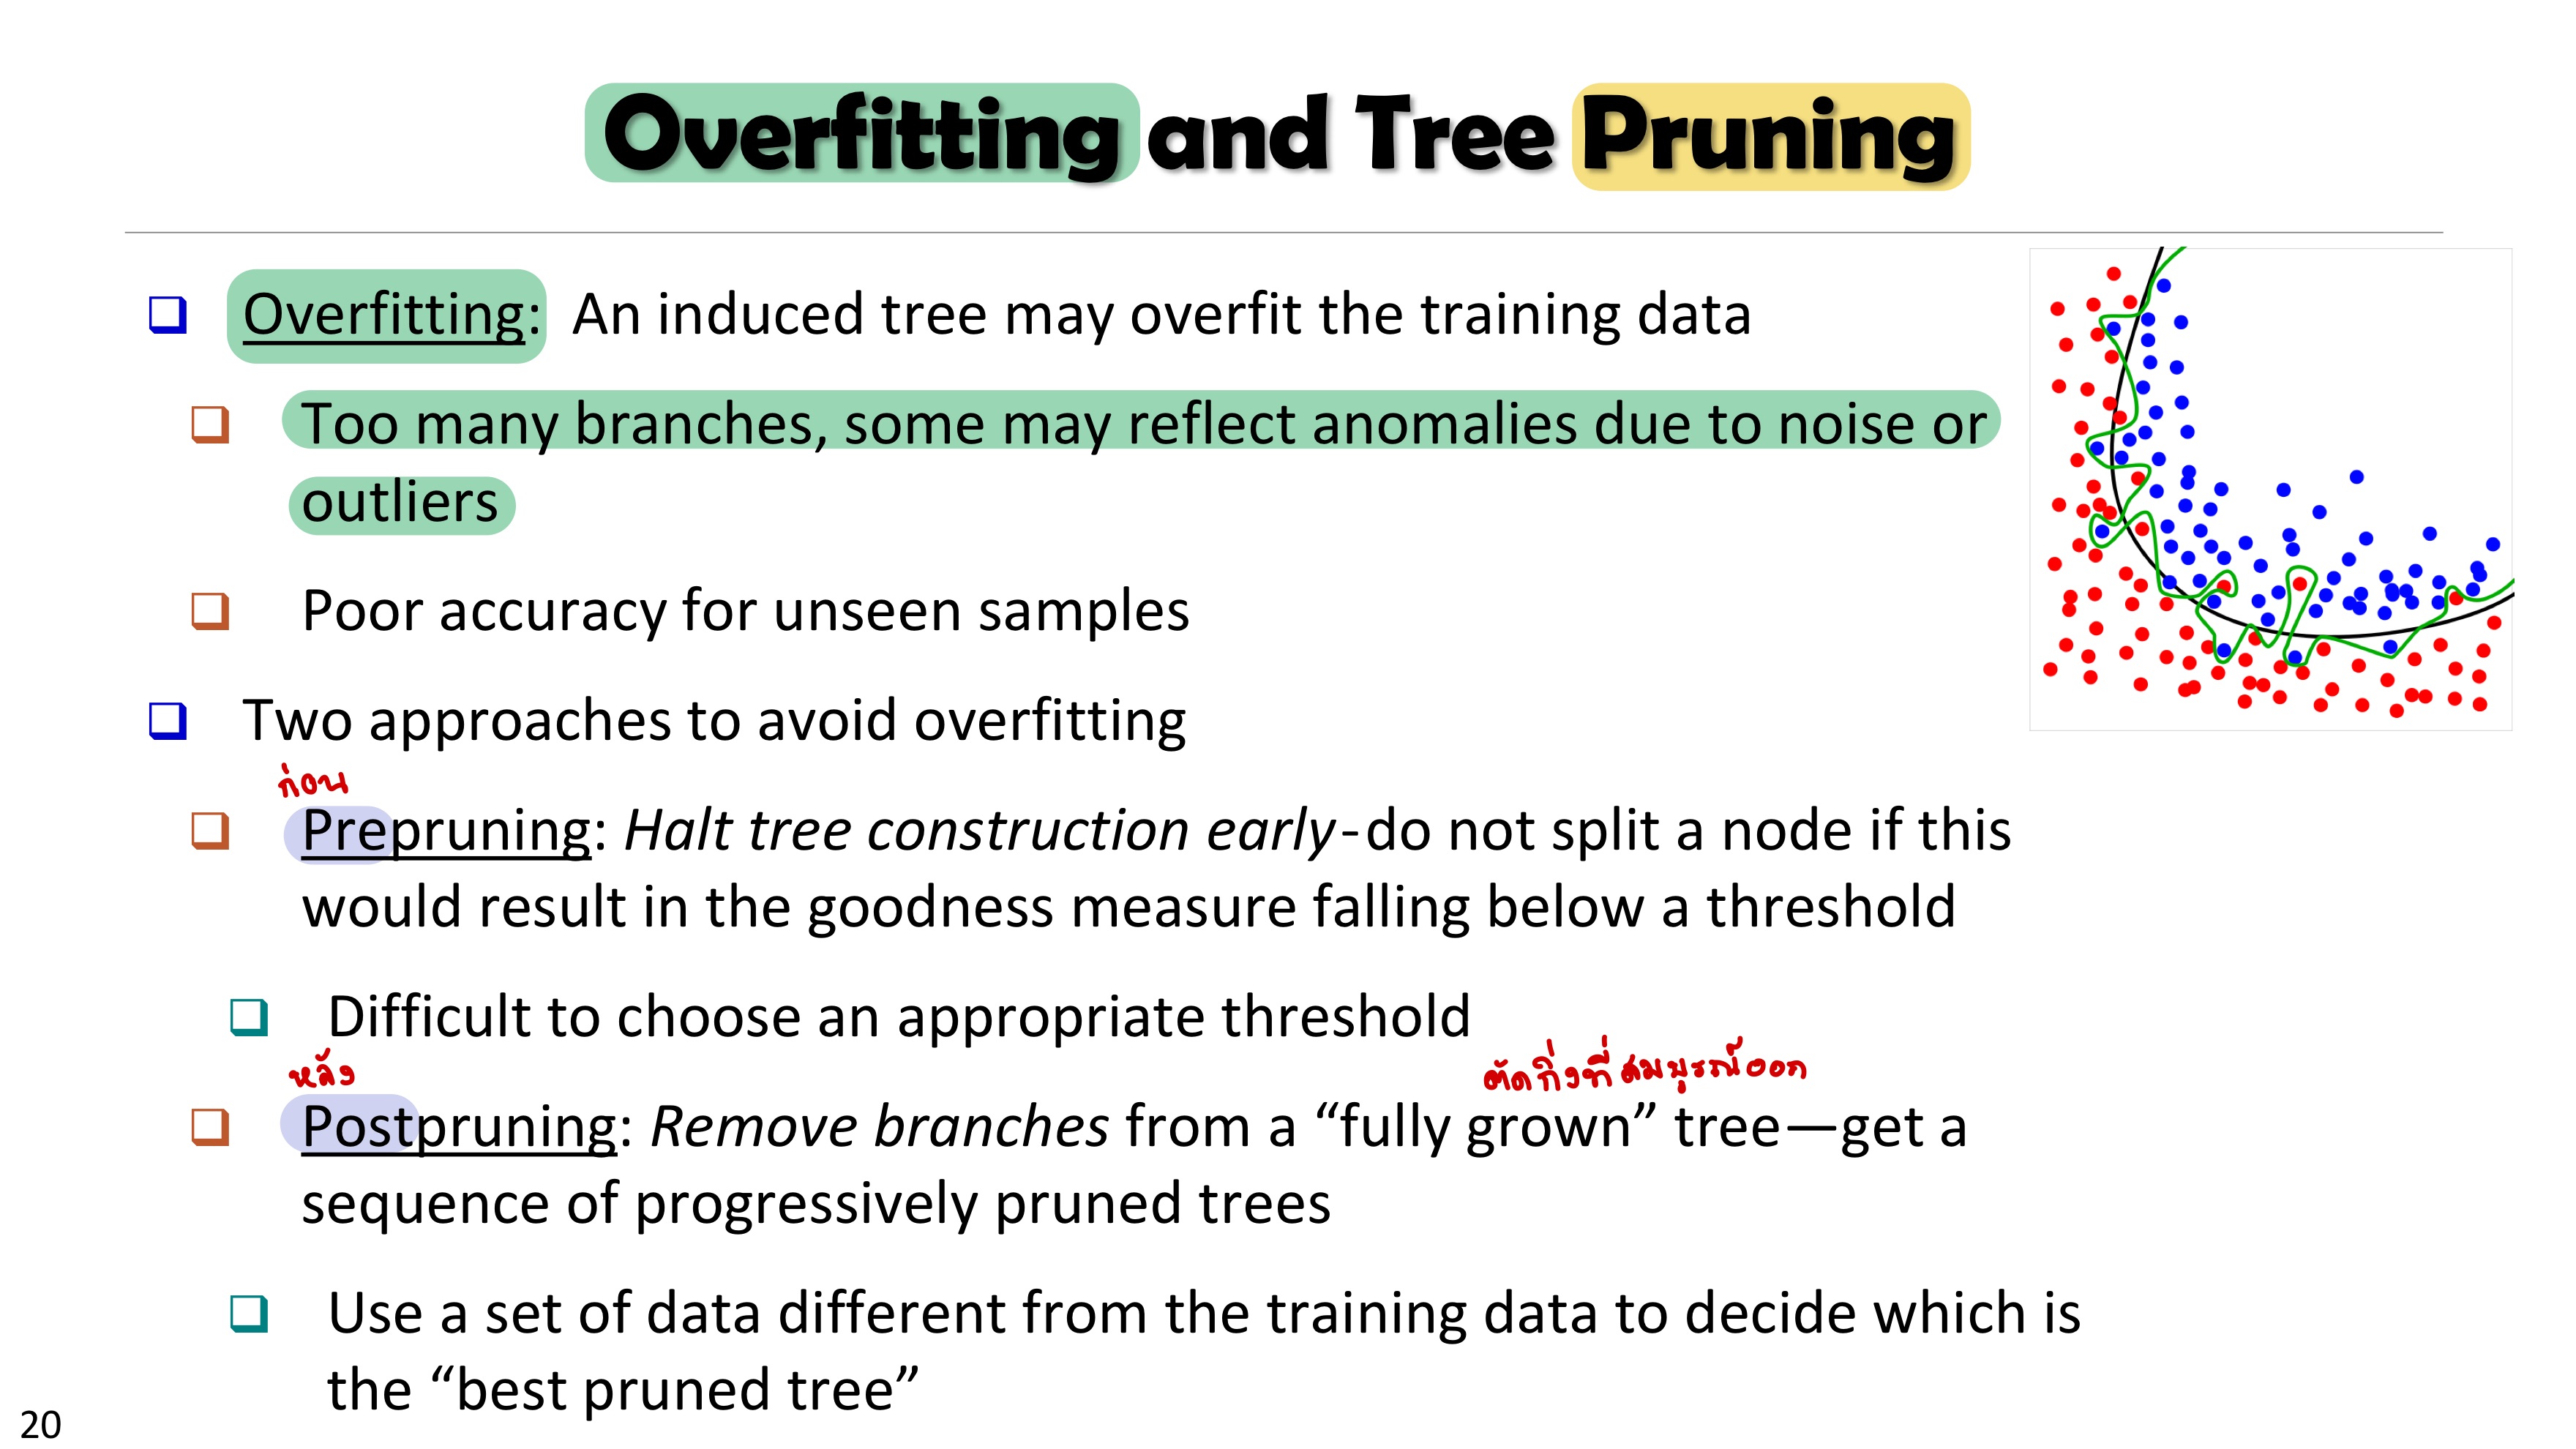 Overfitting and Tree Pruning
Overfitting: An induced tree may overfit the training data
Too many branches, some may reflect anomalies due to noise or
outliers
Poor accuracy for unseen samples
Two approaches to avoid overfitting
ก่อน
Prepruning: Halt tree construction early-do not split a node if this
would result in the goodness measure falling below a threshold
Difficult to choose an appropriate threshold
หลัง
ตัดกิ่งที่สมบูรณ์ออก
Postpruning: Remove branches from a “fully grown” tree—get a
sequence of progressively pruned trees
Use a set of data different from the training data to decide which is
the “best pruned tree”
20